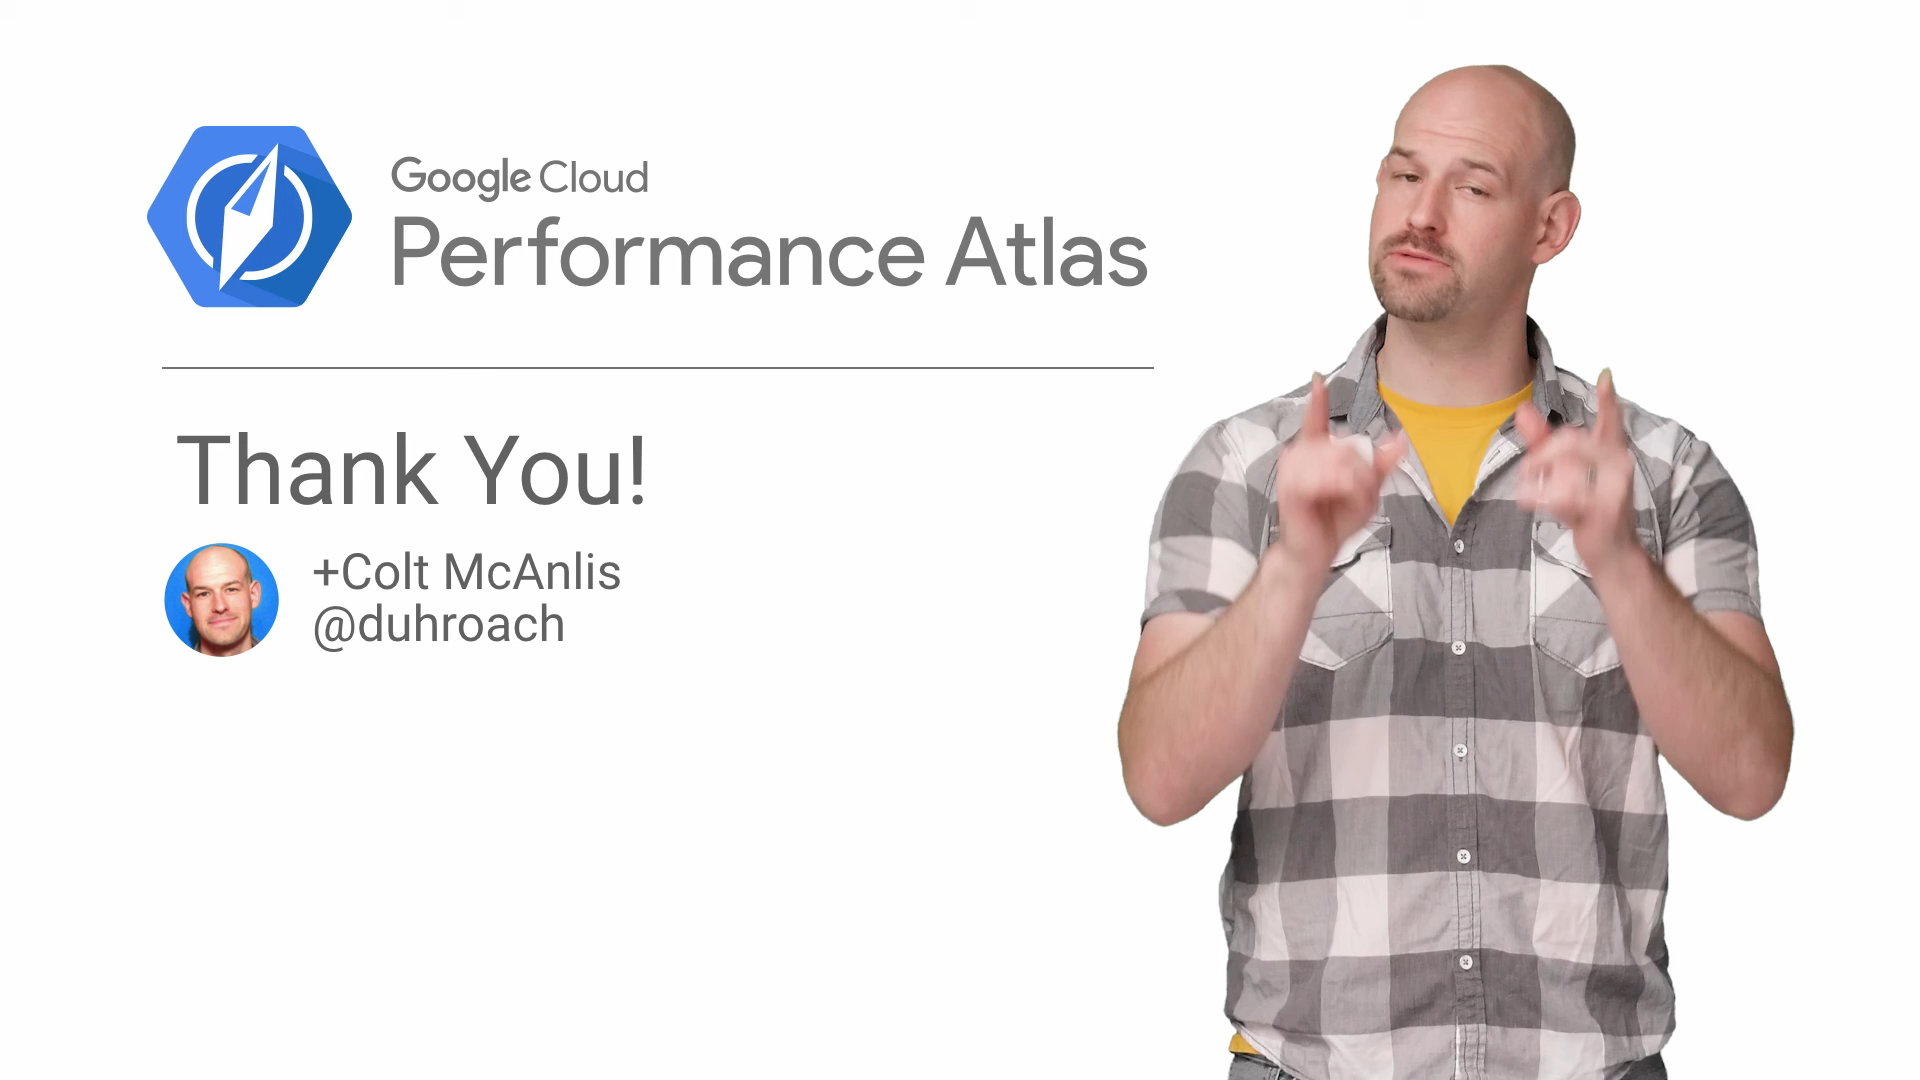 Google Cloud
Performance Atlas
Thank You!
+Colt McAnlis
@duhroach